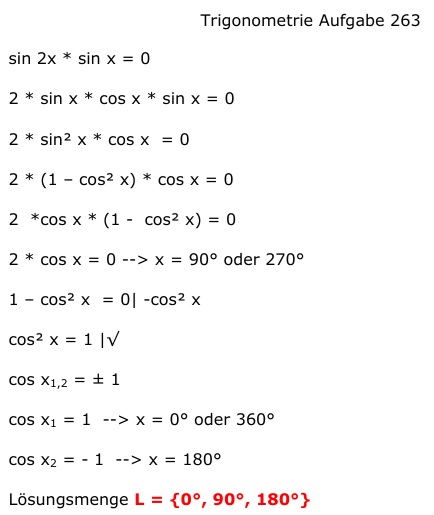 Trigonometrie Aufgabe 263
sin 2x * sin x = 0
2 * sin x * cos x * sin x = 0
2 * sin² x * cos x = 0
2 * (1 – cos² x) * cos x = 0
2 *cos x * (1 - cos² x) = 0
2 * cos x = 0 --> x = 90° oder 270°
1 – cos² x = 0| -cos² x
cos² x = 1 |√
cos x₁,₂ = ± 1
cos x₁ = 1 --> x = 0° oder 360°
cos x₂ = - 1 --> x = 180°
Lösungsmenge L = {0°, 90°, 180°}